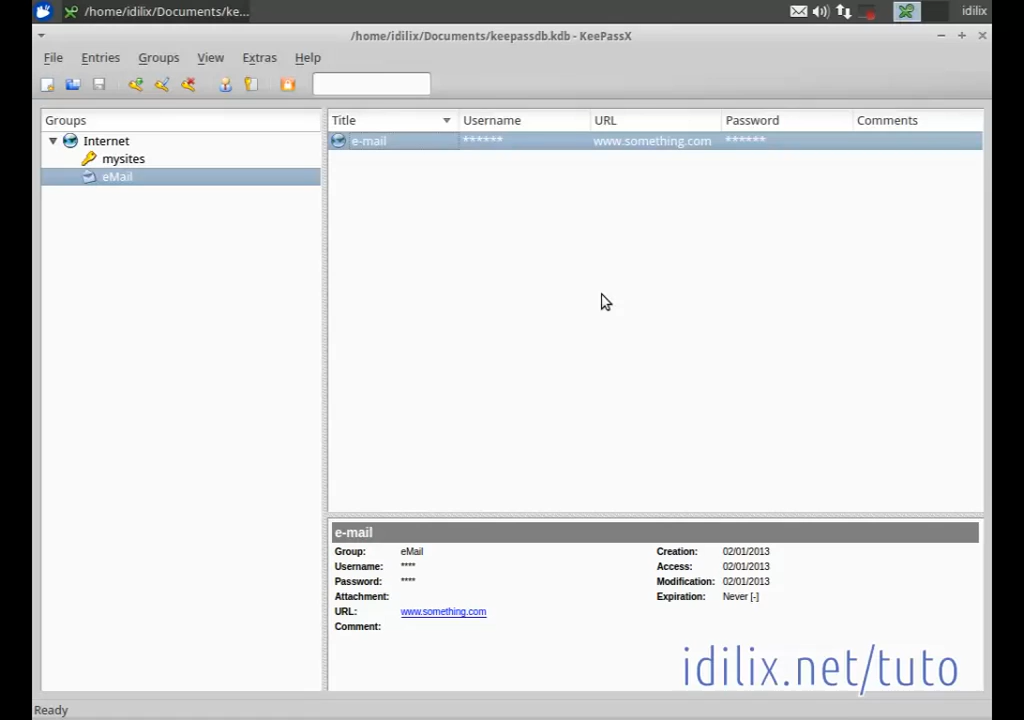 /home/idilix/Documents/ke...
idilix
/home/idilix/Documents/keepassdb.kdb - KeePassX
File Entries Groups View Extras Help
Groups
Title Username URL Password Comments
Internet
e-mail ****** www.something.com ******
mysites
eMail
e-mail
Group: eMail Creation: 02/01/2013
Username: **** Access: 02/01/2013
Password: **** Modification: 02/01/2013
Attachment: Expiration: Never [-]
URL: www.something.com
Comment:
idilix.net/tuto
Ready